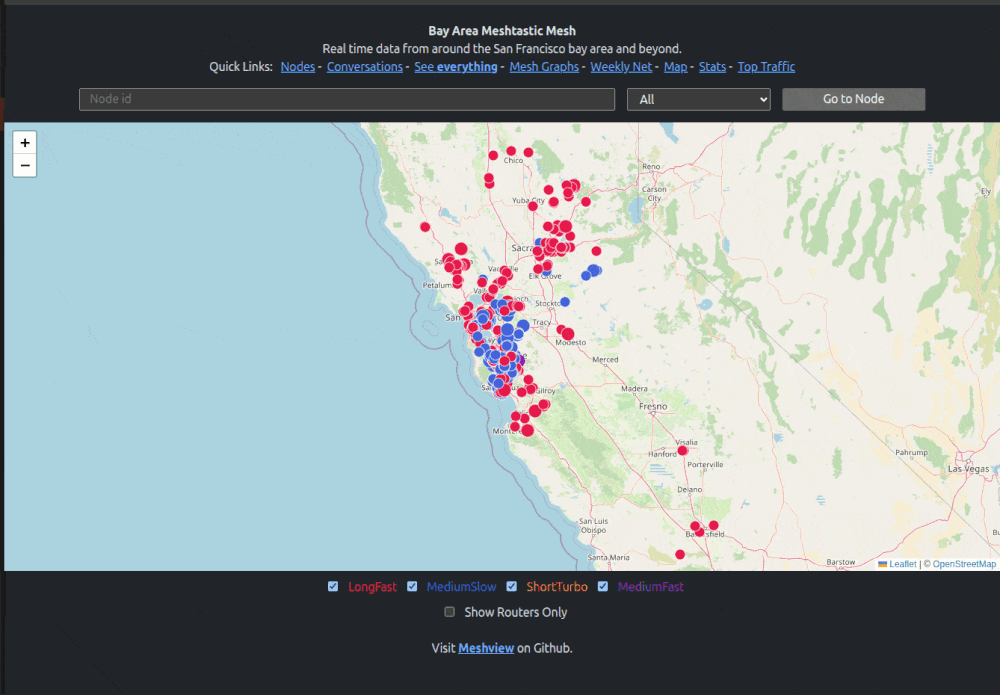 Bay Area Meshtastic Mesh
Real time data from around the San Francisco bay area and beyond.
Quick Links: Nodes - Conversations - See everything - Mesh Graphs - Weekly Net - Map - Stats - Top Traffic
Node id
All
Go to Node
+
−
Chico
Reno
Carson
City
Ely
Yuba City
Sacra
Vacaville
Elk Grove
Petalum
Stockto
San
Tracy
Modesto
Merced
Gilroy
Madera
Monte
Fresno
Visalia
Hanford
Porterville
Pahrump
Las Vegas
Delano
San Luis
Obispo
Bakersfield
Santa Maria
Barstow
Leaflet | © OpenStreetMap
LongFast
MediumSlow
ShortTurbo
MediumFast
Show Routers Only
Visit Meshview on Github.